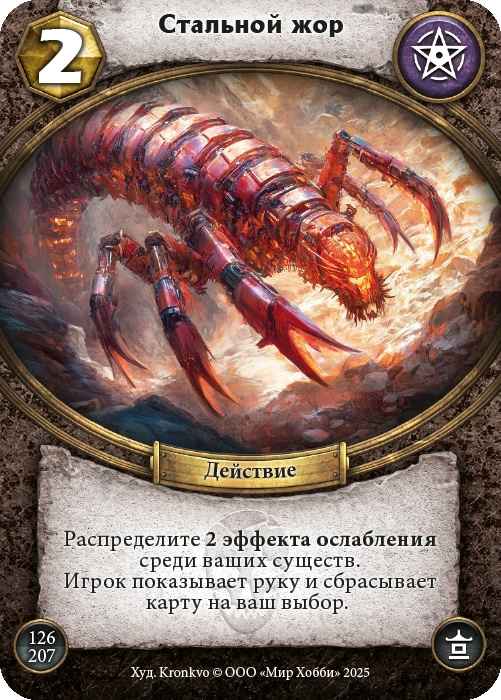 Стальной жор
2
Действие
Распределите 2 эффекта ослабления
среди ваших существ.
Игрок показывает руку и сбрасывает
карту на ваш выбор.
126
207
Худ. Kronkvo © ООО «Мир Хобби» 2025